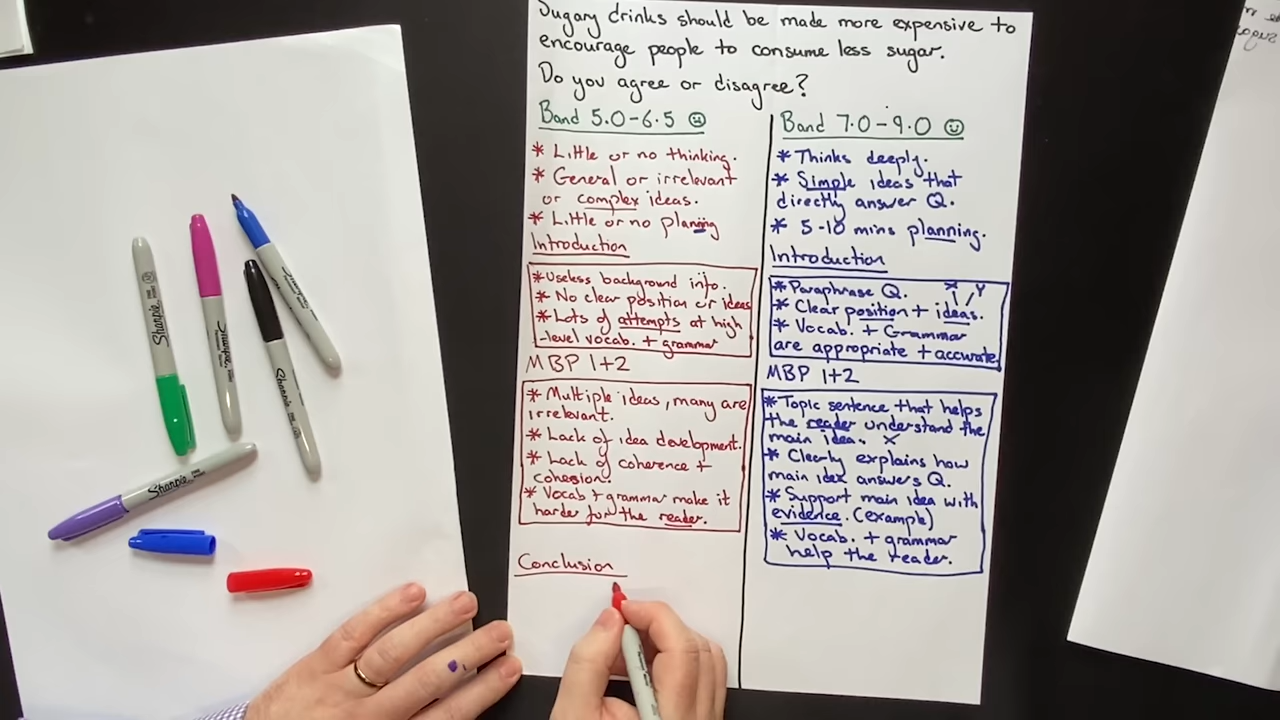 Sugary drinks should be made more expensive to
encourage people to consume less sugar.
Do you agree or disagree?
Band 5.0-6.5 ☹
* Little or no thinking.
* General or irrelevant
or complex ideas.
* Little or no planning
Introduction
* Useless background info.
* No clear position or ideas
* Lots of attempts at high
-level vocab. + grammar
MBP 1+2
* Multiple ideas, many are
irrelevant.
* Lack of idea development.
* Lack of coherence +
cohesion.
* Vocab + grammar make it
harder for the reader.
Conclusion
Band 7.0-9.0 ☺
* Thinks deeply.
* Simple ideas that
directly answer Q.
* 5-10 mins planning.
Introduction
* Paraphrase Q. X Y
* Clear position + ideas.
* Vocab. + Grammar
are appropriate + accurate
MBP 1+2
* Topic sentence that helps
the reader understand the
main idea. X
* Clearly explains how
main idea answers Q.
* Support main idea with
evidence. (example)
* Vocab. + grammar
help the reader.
Sharpie
Sharpie
Sharpie
Sharpie
Sharpie